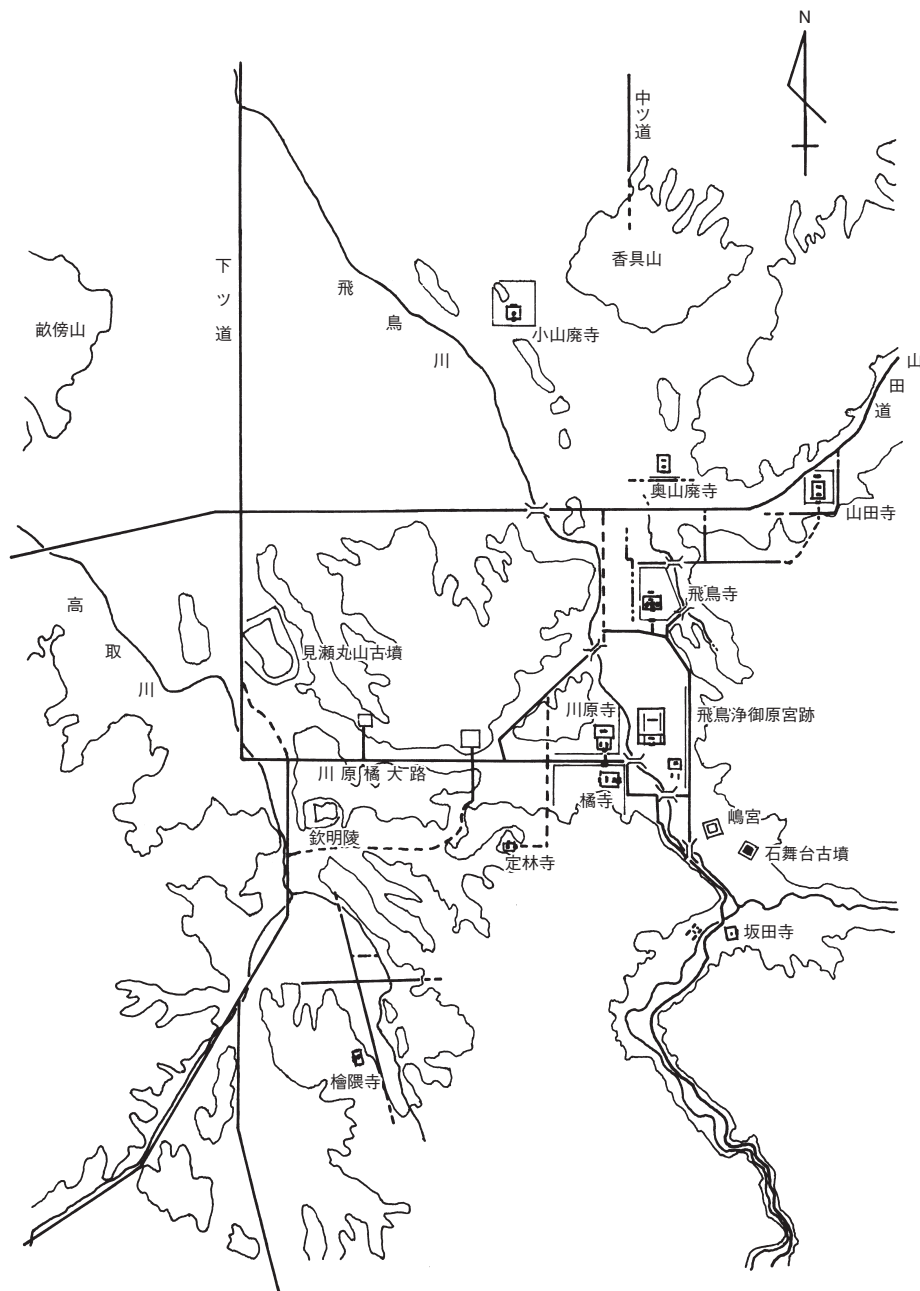 N
中ツ道
香具山
下ツ道
飛鳥川
畝傍山
小山廃寺
山田道
奥山廃寺
山田寺
飛鳥寺
高取川
見瀬丸山古墳
川原寺
飛鳥浄御原宮跡
川原橘大路
橘寺
嶋宮
欽明陵
定林寺
石舞台古墳
坂田寺
檜隈寺